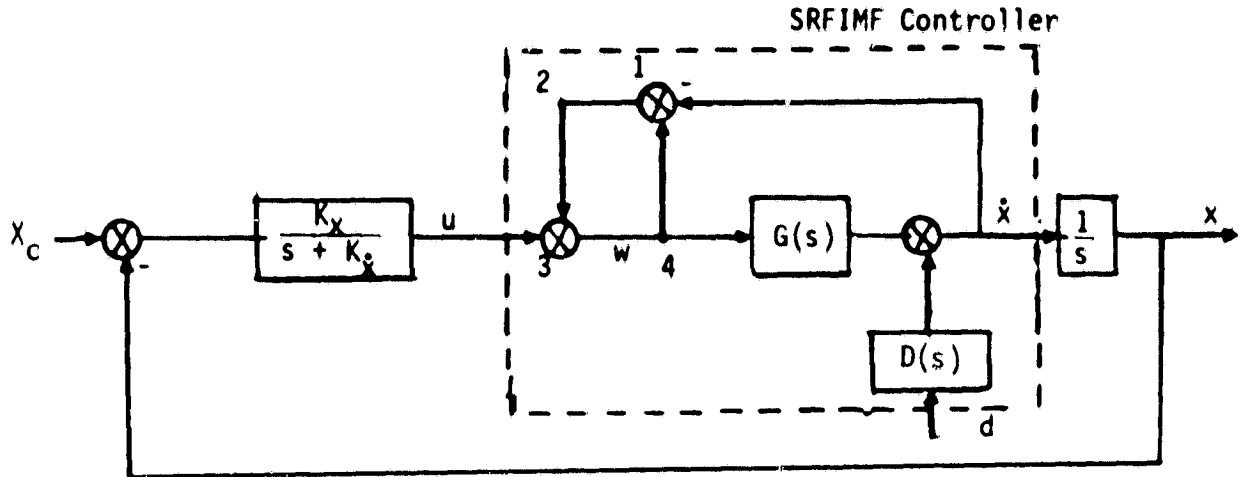 SRFIMF Controller
2
1
-
X_c
-
K_x
s + K_ẋ
u
3
w
4
G(s)
ẋ
1
s
x
D(s)
d